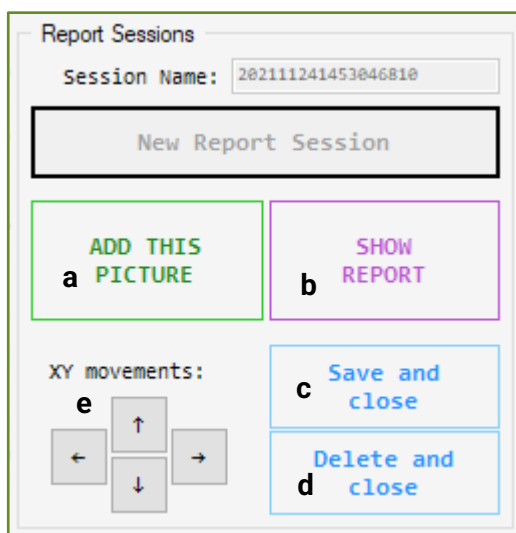 Report Sessions
Session Name: 202111241453046810
New Report Session
ADD THIS
a PICTURE
SHOW
b REPORT
XY movements:
e
↑
← →
↓
c Save and
close
Delete and
d close